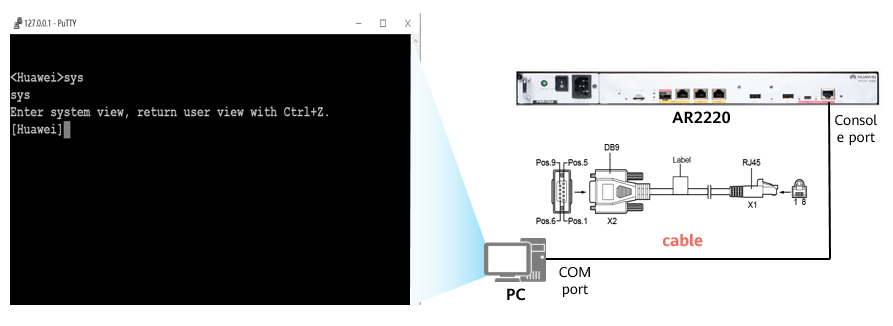 127.0.0.1 - PuTTY
<Huawei>sys
sys
Enter system view, return user view with Ctrl+Z.
[Huawei]
HUAWEI
AR2220
Consol
e port
DB9
Pos.9
Pos.5
Label
RJ45
X1
1 8
Pos.6
Pos.1
X2
cable
COM
port
PC